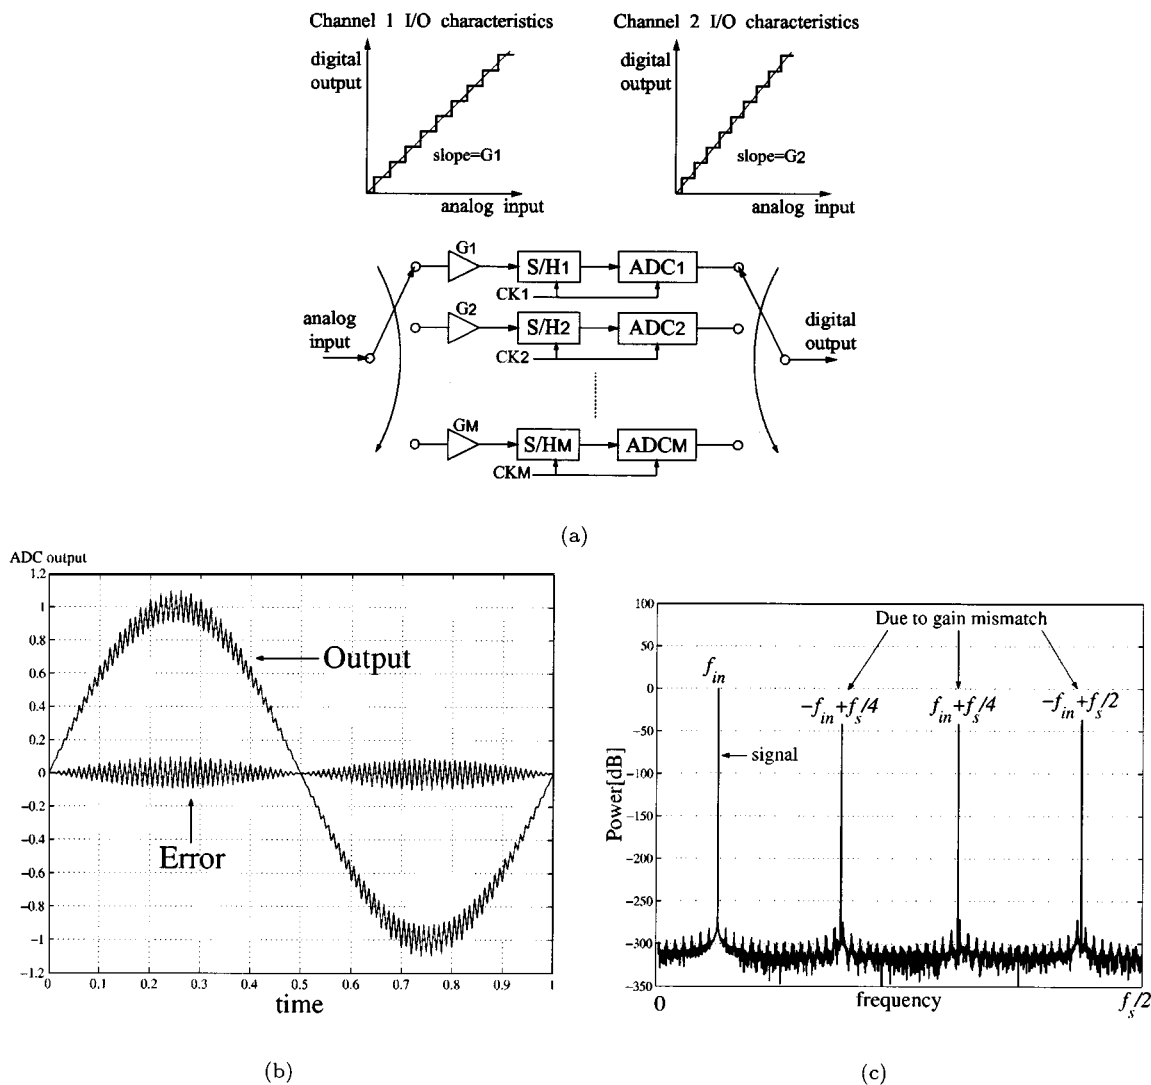 Channel 1 I/O characteristics
Channel 2 I/O characteristics
digital
output
slope=G1
analog input
digital
output
slope=G2
analog input
G1
S/H1
ADC1
CK1
analog
input
G2
S/H2
ADC2
CK2
digital
output
GM
S/HM
ADCM
CKM
(a)
ADC output
1.2
1
0.8
0.6
0.4
0.2
0
-0.2
-0.4
-0.6
-0.8
-1
-1.2
Output
Error
0 0.1 0.2 0.3 0.4 0.5 0.6 0.7 0.8 0.9 1
time
(b)
100
50
0
-50
-100
-150
-200
-250
-300
-350
Power[dB]
Due to gain mismatch
f_in
-f_in+f_s/4
f_in+f_s/4
-f_in+f_s/2
signal
0
frequency
f_s/2
(c)